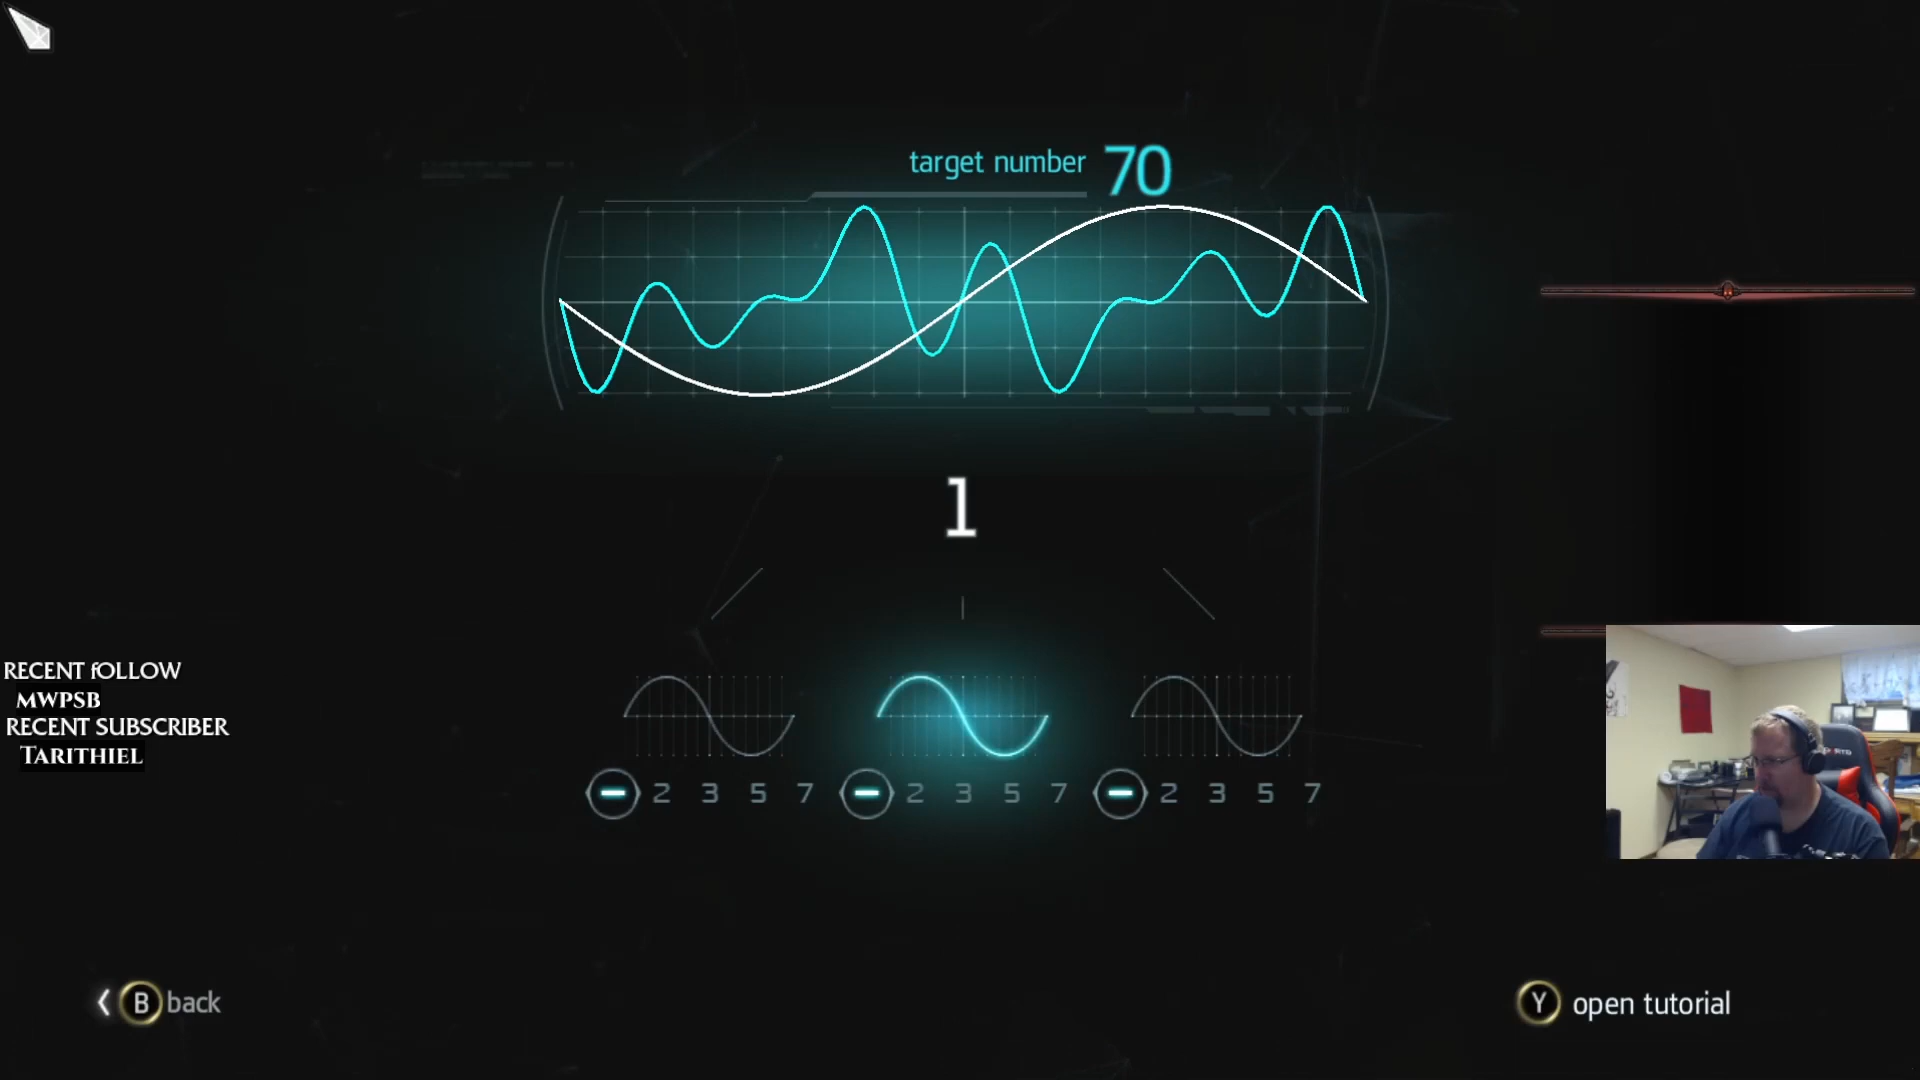 target number 70
1
2 3 5 7 2 3 5 7 2 3 5 7
RECENT FOLLOW
MWPSB
RECENT SUBSCRIBER
TARITHIEL
B back
Y open tutorial